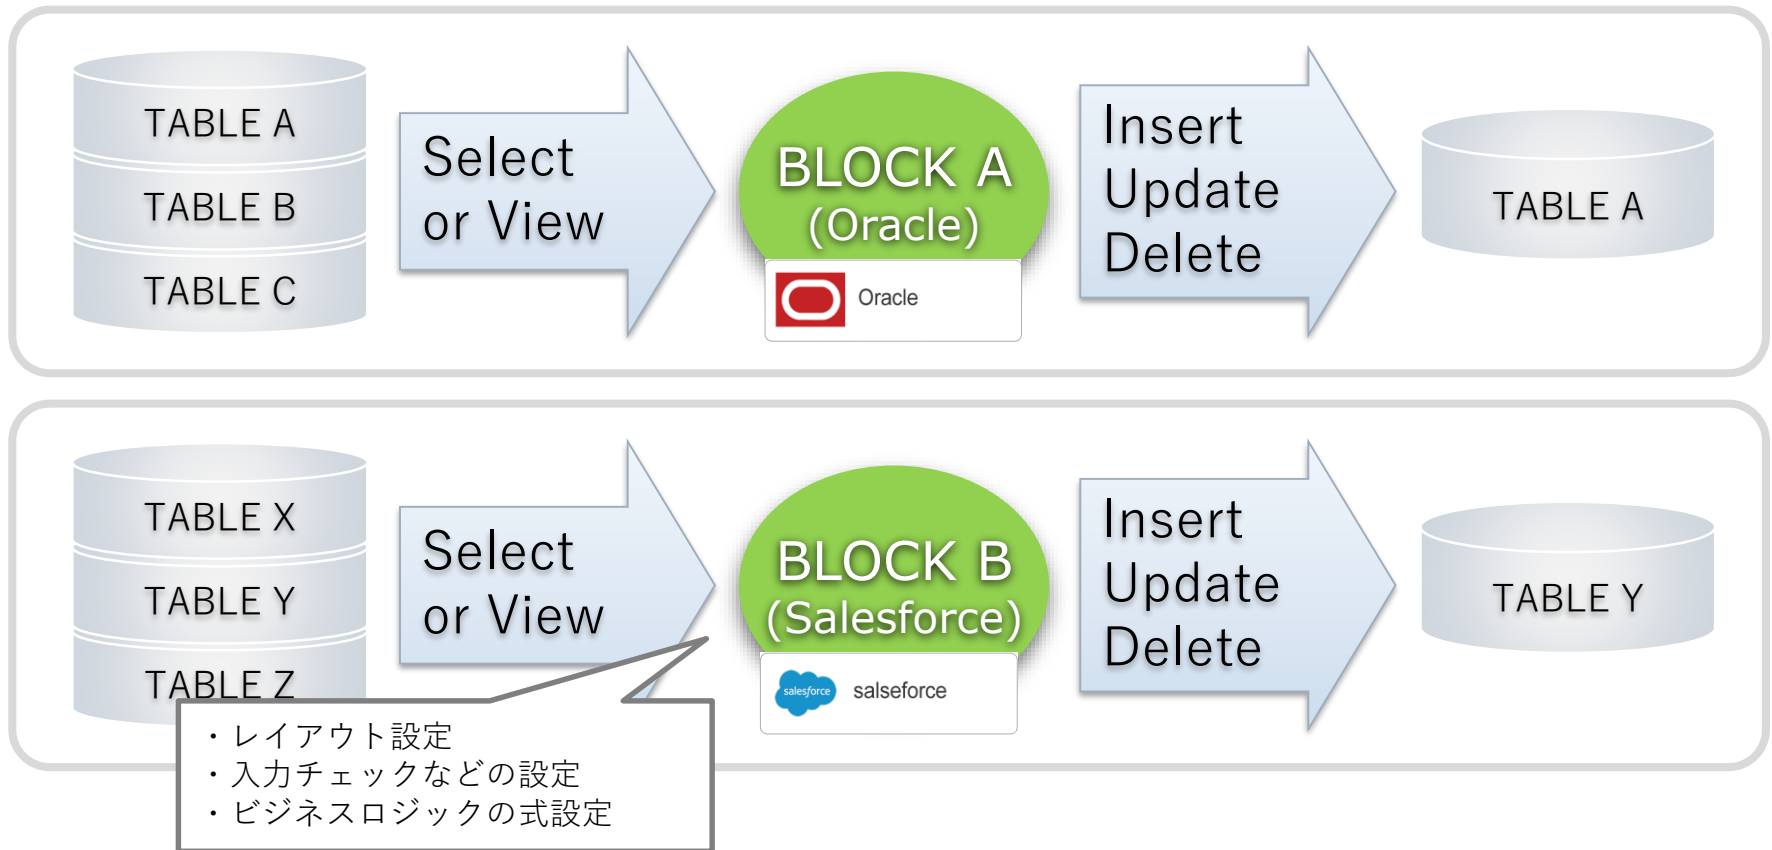 TABLE A
TABLE B
TABLE C
Select
or View
BLOCK A
(Oracle)
Oracle
Insert
Update
Delete
TABLE A
TABLE X
TABLE Y
TABLE Z
Select
or View
BLOCK B
(Salesforce)
salesforce
salseforce
Insert
Update
Delete
TABLE Y
・レイアウト設定
・入力チェックなどの設定
・ビジネスロジックの式設定